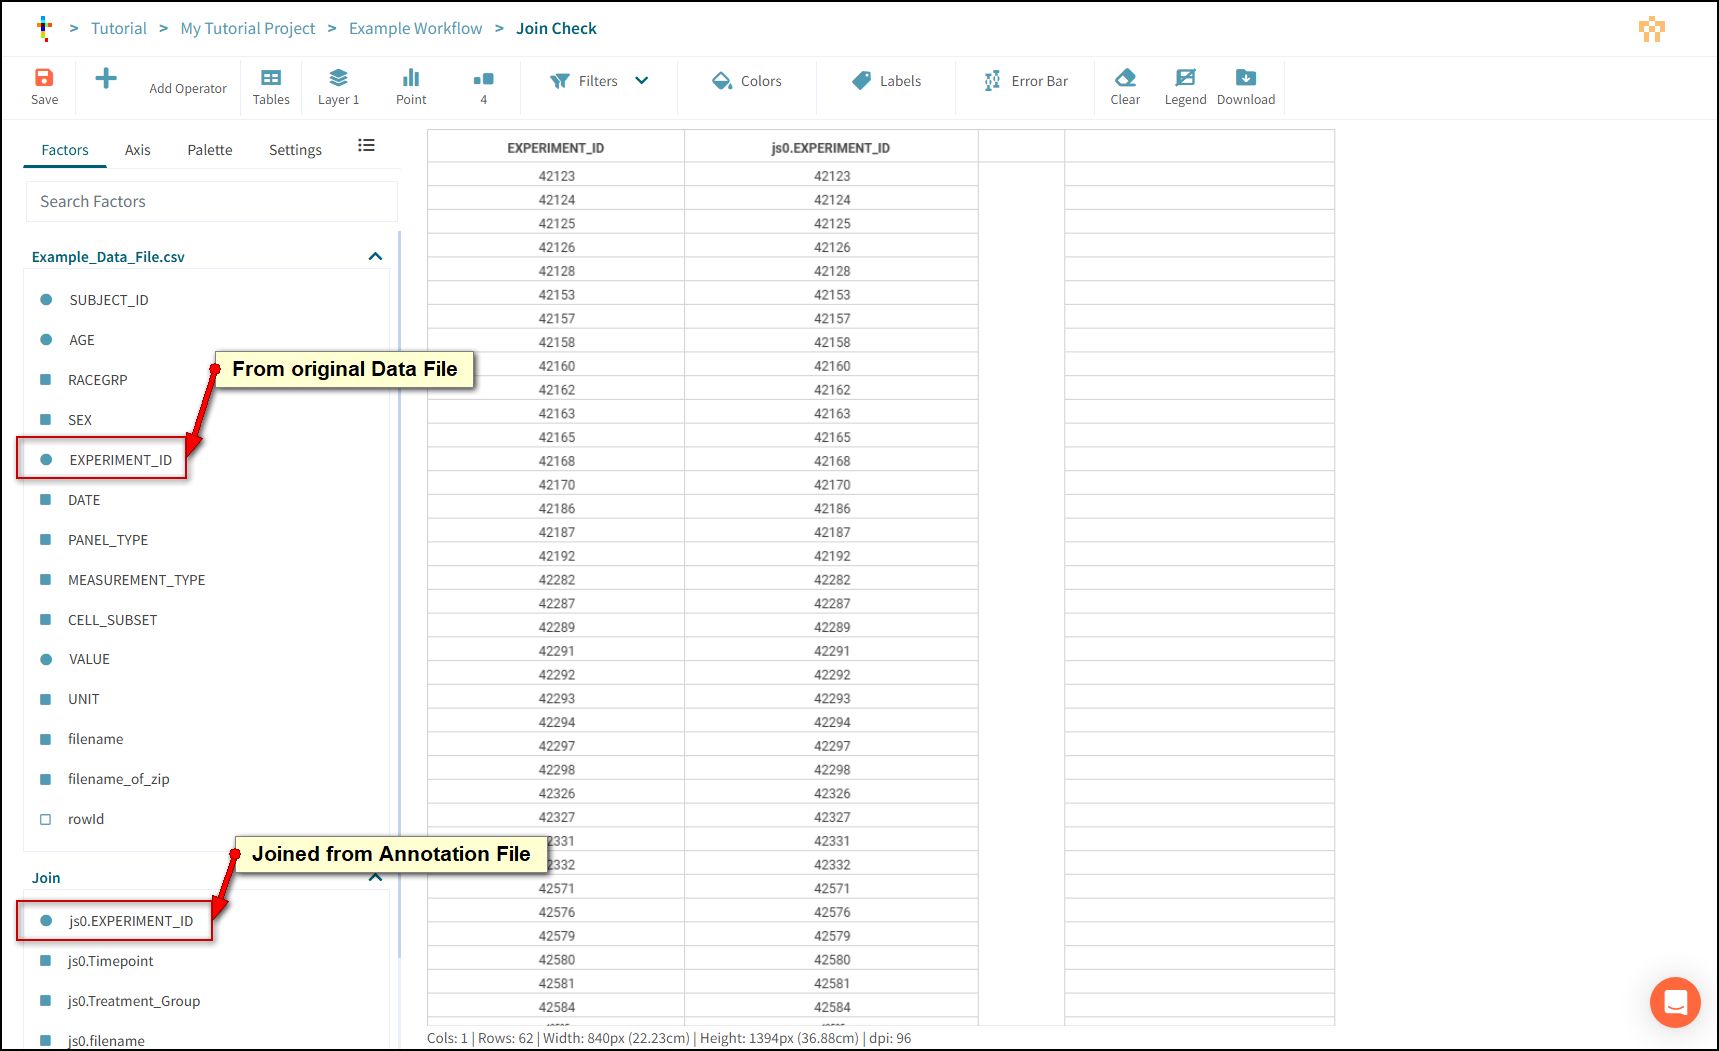 > Tutorial > My Tutorial Project > Example Workflow > Join Check
Save
Add Operator
Tables
Layer 1
Point
4
Filters
Colors
Labels
Error Bar
Clear
Legend
Download
Factors Axis Palette Settings
Search Factors
Example_Data_File.csv
SUBJECT_ID
AGE
RACEGRP
From original Data File
SEX
EXPERIMENT_ID
DATE
PANEL_TYPE
MEASUREMENT_TYPE
CELL_SUBSET
VALUE
UNIT
filename
filename_of_zip
rowId
Joined from Annotation File
Join
js0.EXPERIMENT_ID
js0.Timepoint
js0.Treatment_Group
js0.filename
EXPERIMENT_ID js0.EXPERIMENT_ID
42123 42123
42124 42124
42125 42125
42126 42126
42128 42128
42153 42153
42157 42157
42158 42158
42160 42160
42162 42162
42163 42163
42165 42165
42168 42168
42170 42170
42186 42186
42187 42187
42192 42192
42282 42282
42287 42287
42289 42289
42291 42291
42292 42292
42293 42293
42294 42294
42297 42297
42298 42298
42326 42326
42327 42327
2331 42331
2332 42332
42571 42571
42576 42576
42579 42579
42580 42580
42581 42581
42584 42584
Cols: 1 | Rows: 62 | Width: 840px (22.23cm) | Height: 1394px (36.88cm) | dpi: 96